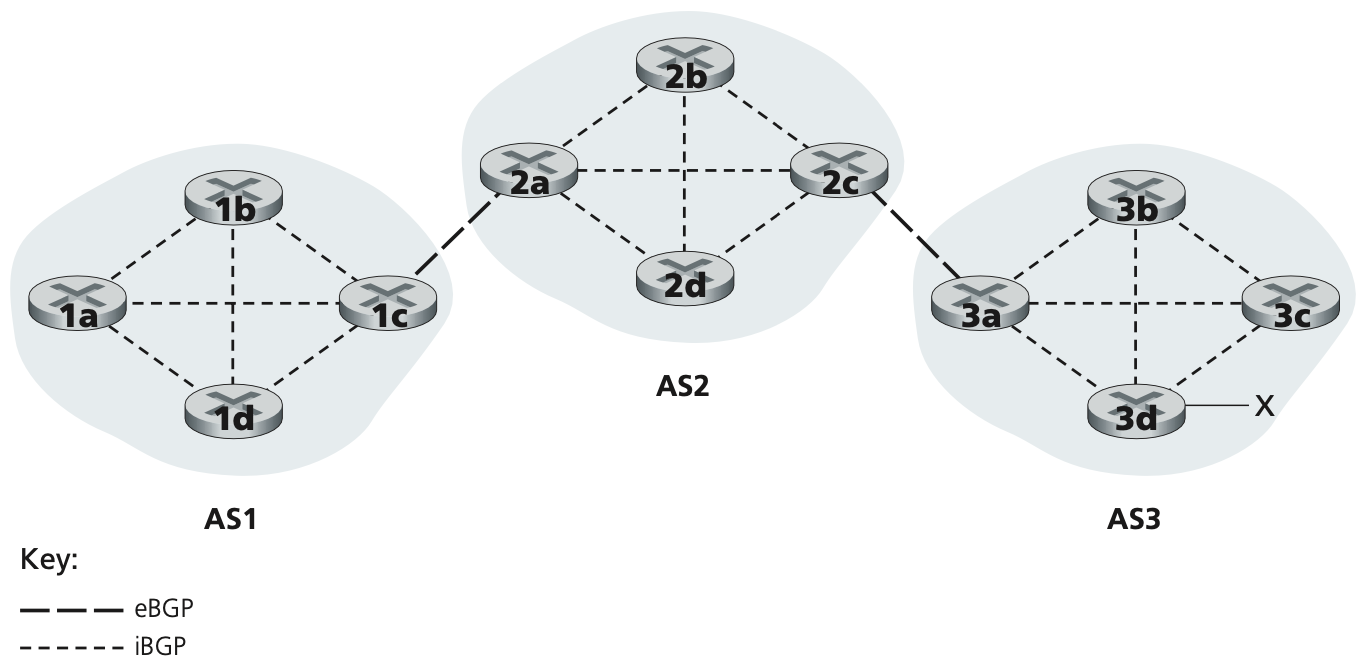 2b
2a
2c
1b
3b
2d
1a
1c
3a
3c
AS2
1d
3d
X
AS1
AS3
Key:
eBGP
iBGP